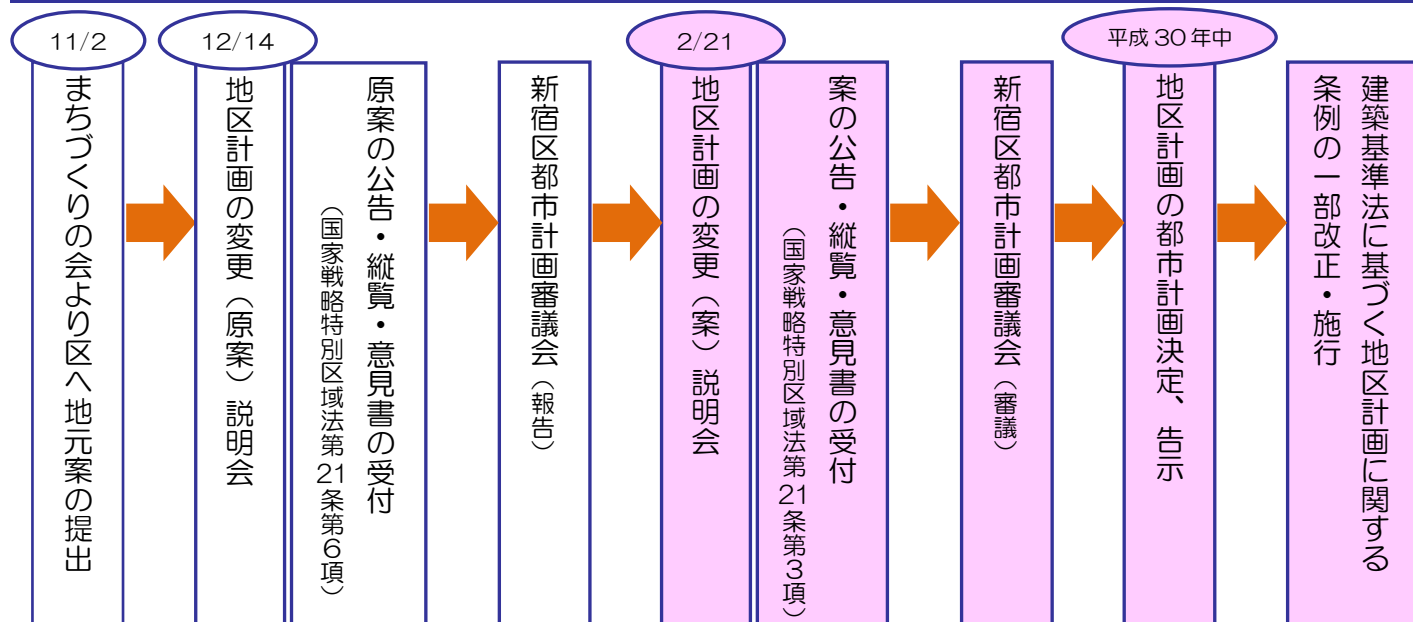 11/2
まちづくりの会より区へ地元案の提出
12/14
地区計画の変更（原案）説明会
原案の公告・縦覧・意見書の受付
（国家戦略特別区域法第21条第6項）
新宿区都市計画審議会（報告）
2/21
地区計画の変更（案）説明会
案の公告・縦覧・意見書の受付
（国家戦略特別区域法第21条第3項）
新宿区都市計画審議会（審議）
平成30年中
地区計画の都市計画決定、告示
建築基準法に基づく地区計画に関する
条例の一部改正・施行